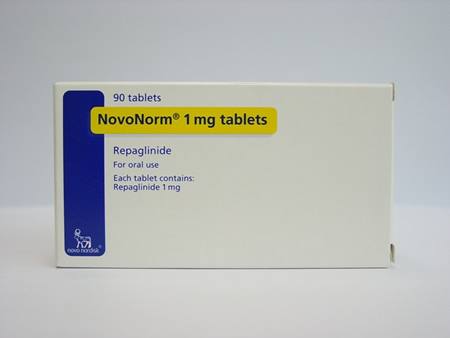 90 tablets
NovoNorm® 1 mg tablets
Repaglinide
For oral use
Each tablet contains:
Repaglinide 1 mg
novo nordisk®